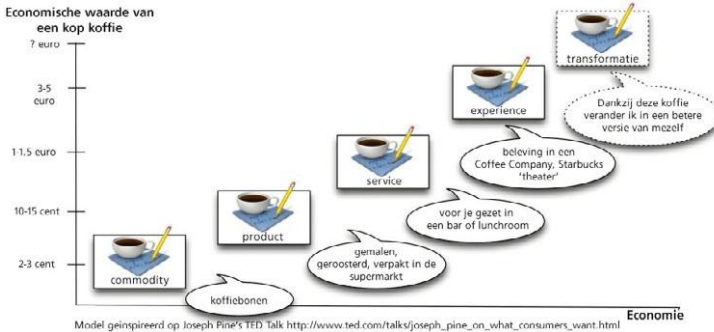 Economische waarde van
een kop koffie
? euro
3-5
euro
1-1.5 euro
10-15 cent
2-3 cent
transformatie
Dankzij deze koffie
verander ik in een betere
versie van mezelf
experience
beleving in een
Coffee Company, Starbucks
'theater'
service
voor je gezet in
een bar of lunchroom
product
gemalen,
geroosterd, verpakt in de
supermarkt
commodity
koffiebonen
Economie
Model geinspireerd op Joseph Pine's TED Talk http://www.ted.com/talks/joseph_pine_on_what_consumers_want.html